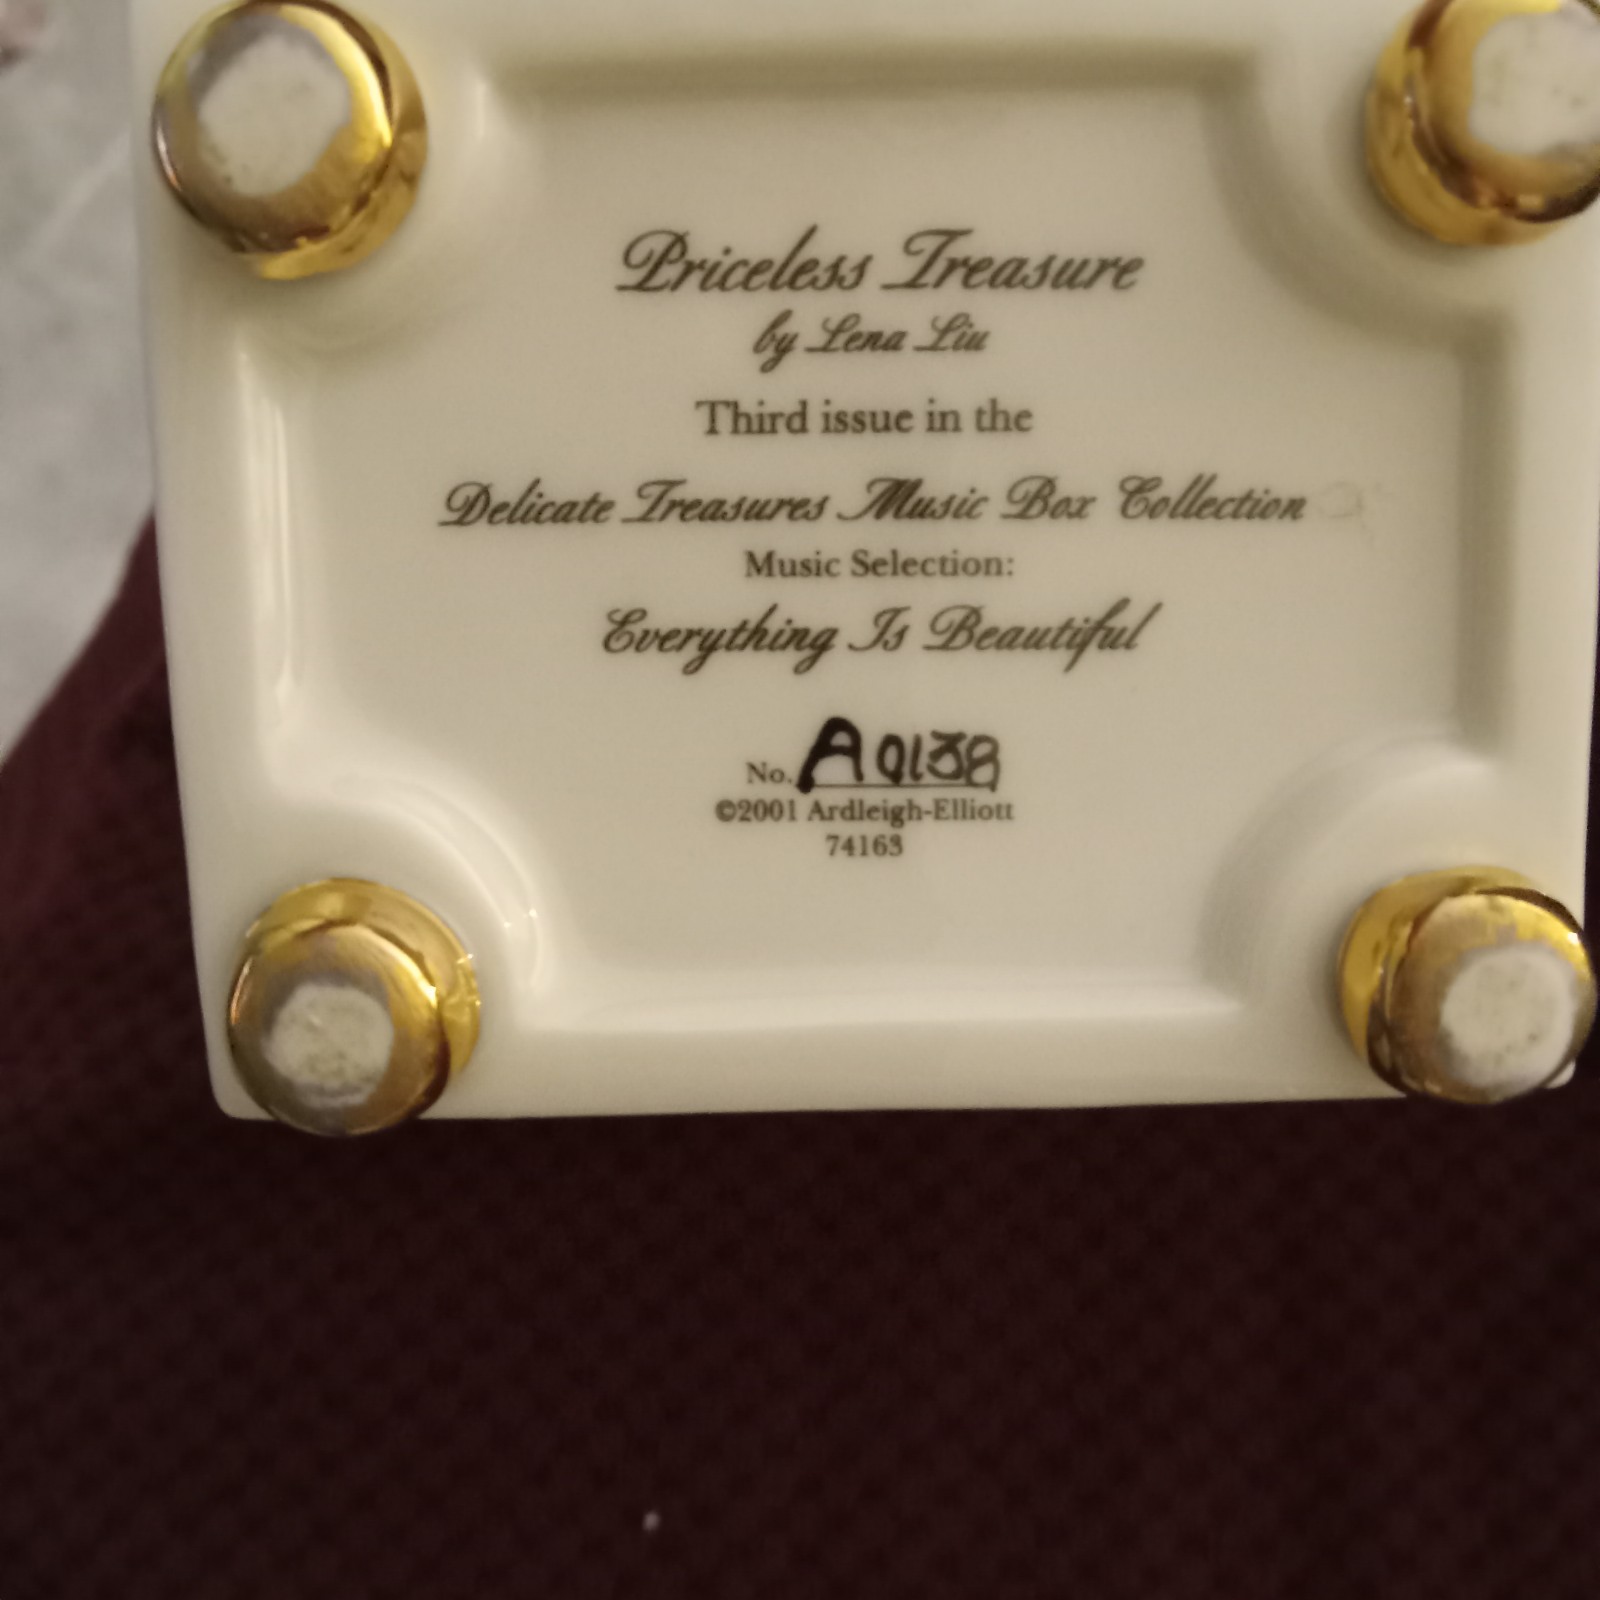 Priceless Treasure
by Lena Liu
Third issue in the
Delicate Treasures Music Box Collection
Music Selection:
Everything Is Beautiful
No. A0138
©2001 Ardleigh-Elliott
74163